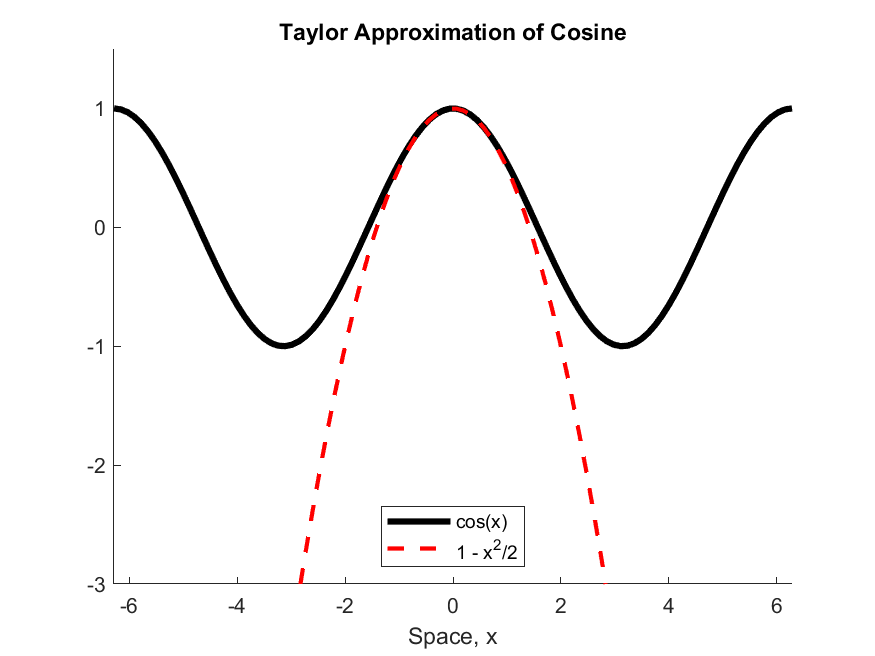 Taylor Approximation of Cosine
1
0
-1
-2
-3
cos(x)
1 - x²/2
-6 -4 -2 0 2 4 6
Space, x